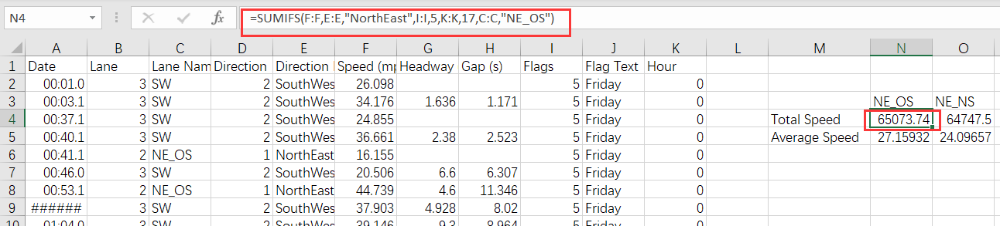 N4 fx =SUMIFS(F:F,E:E,"NorthEast",I:I,5,K:K,17,C:C,"NE_OS")
A B C D E F G H I J K L M N O
1 Date Lane Lane Nam Direction Direction Speed (mp Headway Gap (s) Flags Flag Text Hour
2 00:01.0 3 SW 2 SouthWes 26.098 5 Friday 0
3 00:03.1 3 SW 2 SouthWes 34.176 1.636 1.171 5 Friday 0 NE_OS NE_NS
4 00:37.1 3 SW 2 SouthWes 24.855 5 Friday 0 Total Speed 65073.74 64747.5
5 00:40.1 3 SW 2 SouthWes 36.661 2.38 2.523 5 Friday 0 Average Speed 27.15932 24.09657
6 00:41.1 2 NE_OS 1 NorthEast 16.155 5 Friday 0
7 00:46.0 3 SW 2 SouthWes 20.506 6.6 6.307 5 Friday 0
8 00:53.1 2 NE_OS 1 NorthEast 44.739 4.6 11.346 5 Friday 0
9 ###### 3 SW 2 SouthWes 37.903 4.928 8.02 5 Friday 0
10 01:04.0 3 SW 2 SouthWes 39.146 9.3 8.964 5 Friday 0